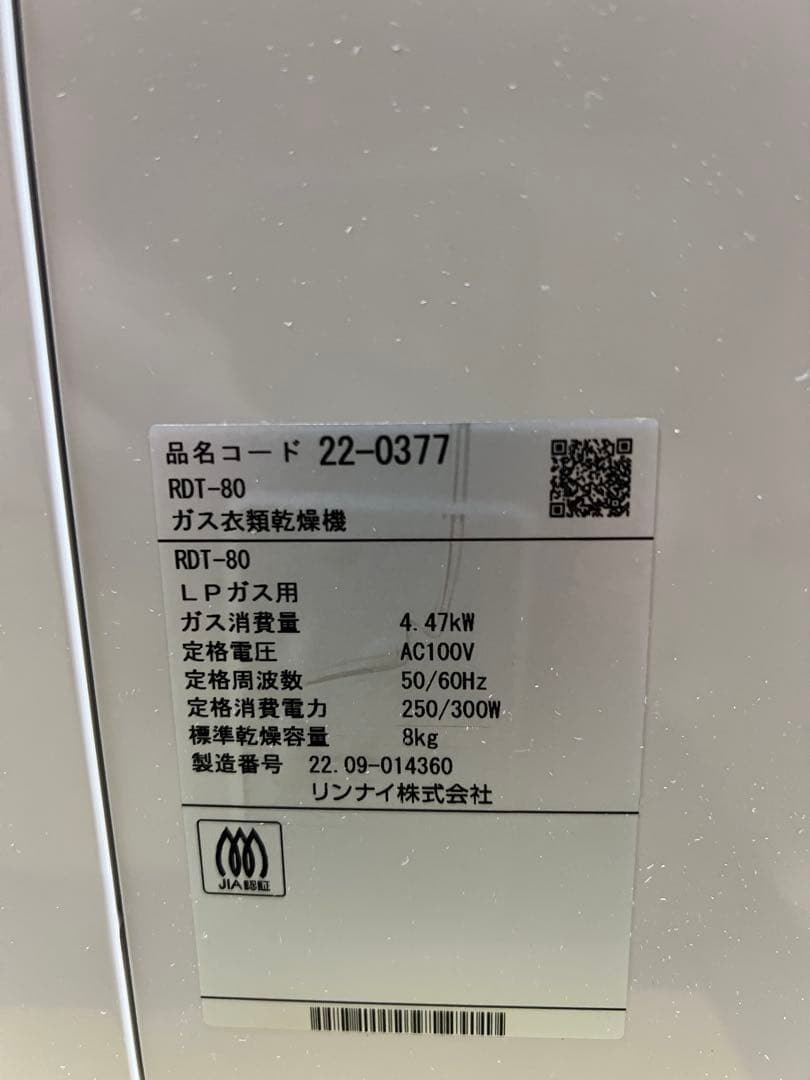 品名コード 22-0377
RDT-80
ガス衣類乾燥機
RDT-80
LPガス用
ガス消費量 4.47kW
定格電圧 AC100V
定格周波数 50/60Hz
定格消費電力 250/300W
標準乾燥容量 8kg
製造番号 22.09-014360
リンナイ株式会社
JIA認証